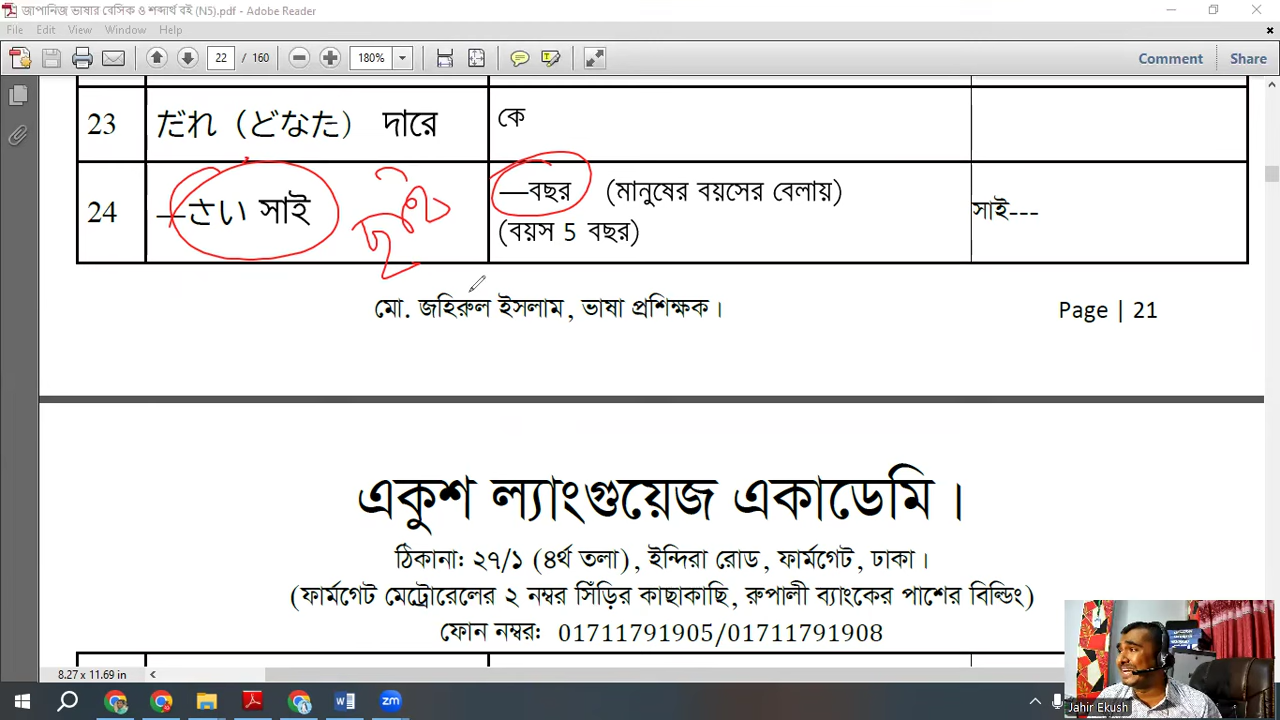 জাপানিজ ভাষার বেসিক ও শব্দার্থ বই (N5).pdf - Adobe Reader
File Edit View Window Help
22 / 160 180% Comment Share
23 だれ (どなた) দারে কে
24 —さい সাই —বছর (মানুষের বয়সের বেলায়) সাই---
(বয়স 5 বছর)
মো. জহিরুল ইসলাম, ভাষা প্রশিক্ষক। Page | 21
একুশ ল্যাংগুয়েজ একাডেমি।
ঠিকানা: ২৭/১ (৪র্থ তলা), ইন্দিরা রোড, ফার্মগেট, ঢাকা।
(ফার্মগেট মেট্রোরেলের ২ নম্বর সিঁড়ির কাছাকাছি, রুপালী ব্যাংকের পাশের বিল্ডিং)
ফোন নম্বর: 01711791905/01711791908
8.27 x 11.69 in
zm
Jahir Ekush